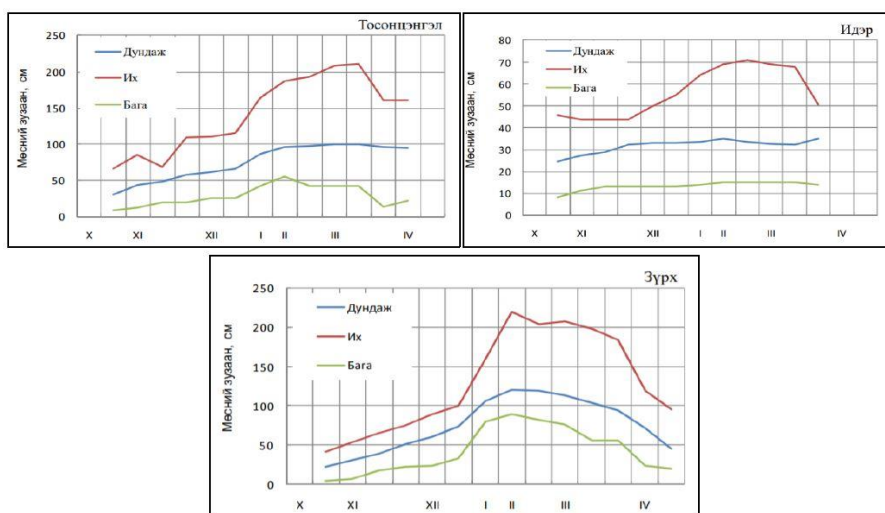 Тосонцэнгэл
Мөсний зузаан, см
250
200
150
100
50
0
Дундаж
Их
Бага
X XI XII I II III IV
Идэр
Мөсний зузаан, см
80
70
60
50
40
30
20
10
0
Дундаж
Их
Бага
X XI XII I II III IV
Зүрх
Мөсний зузаан, см
250
200
150
100
50
0
Дундаж
Их
Бага
X XI XII I II III IV